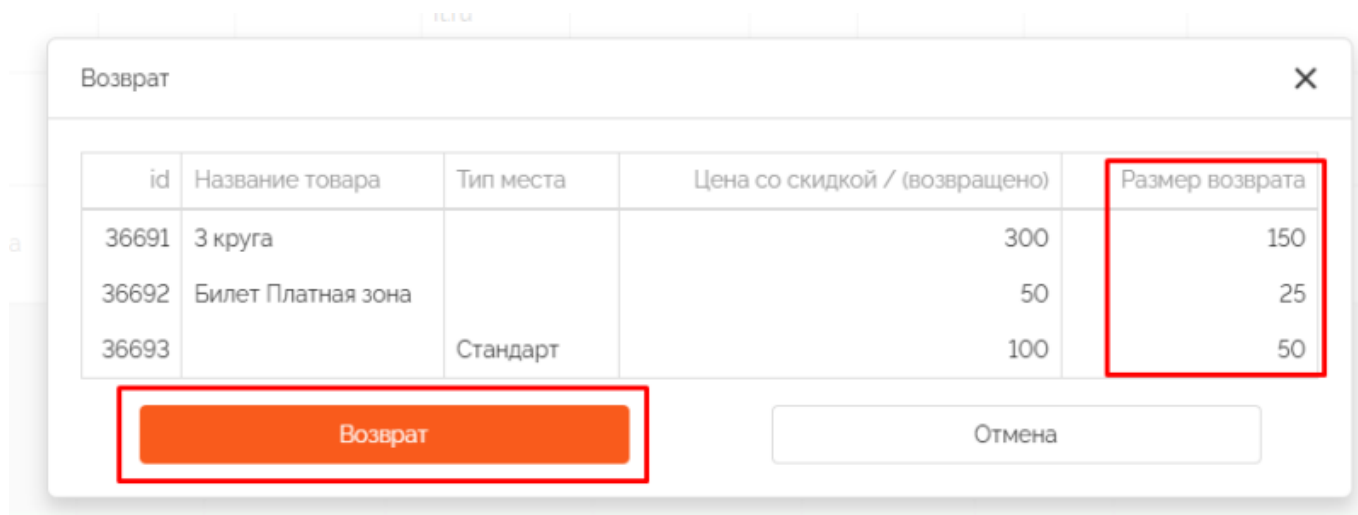 Возврат
id Название товара Тип места Цена со скидкой / (возвращено) Размер возврата
36691 3 круга 300 150
36692 Билет Платная зона 50 25
36693 Стандарт 100 50
Возврат Отмена